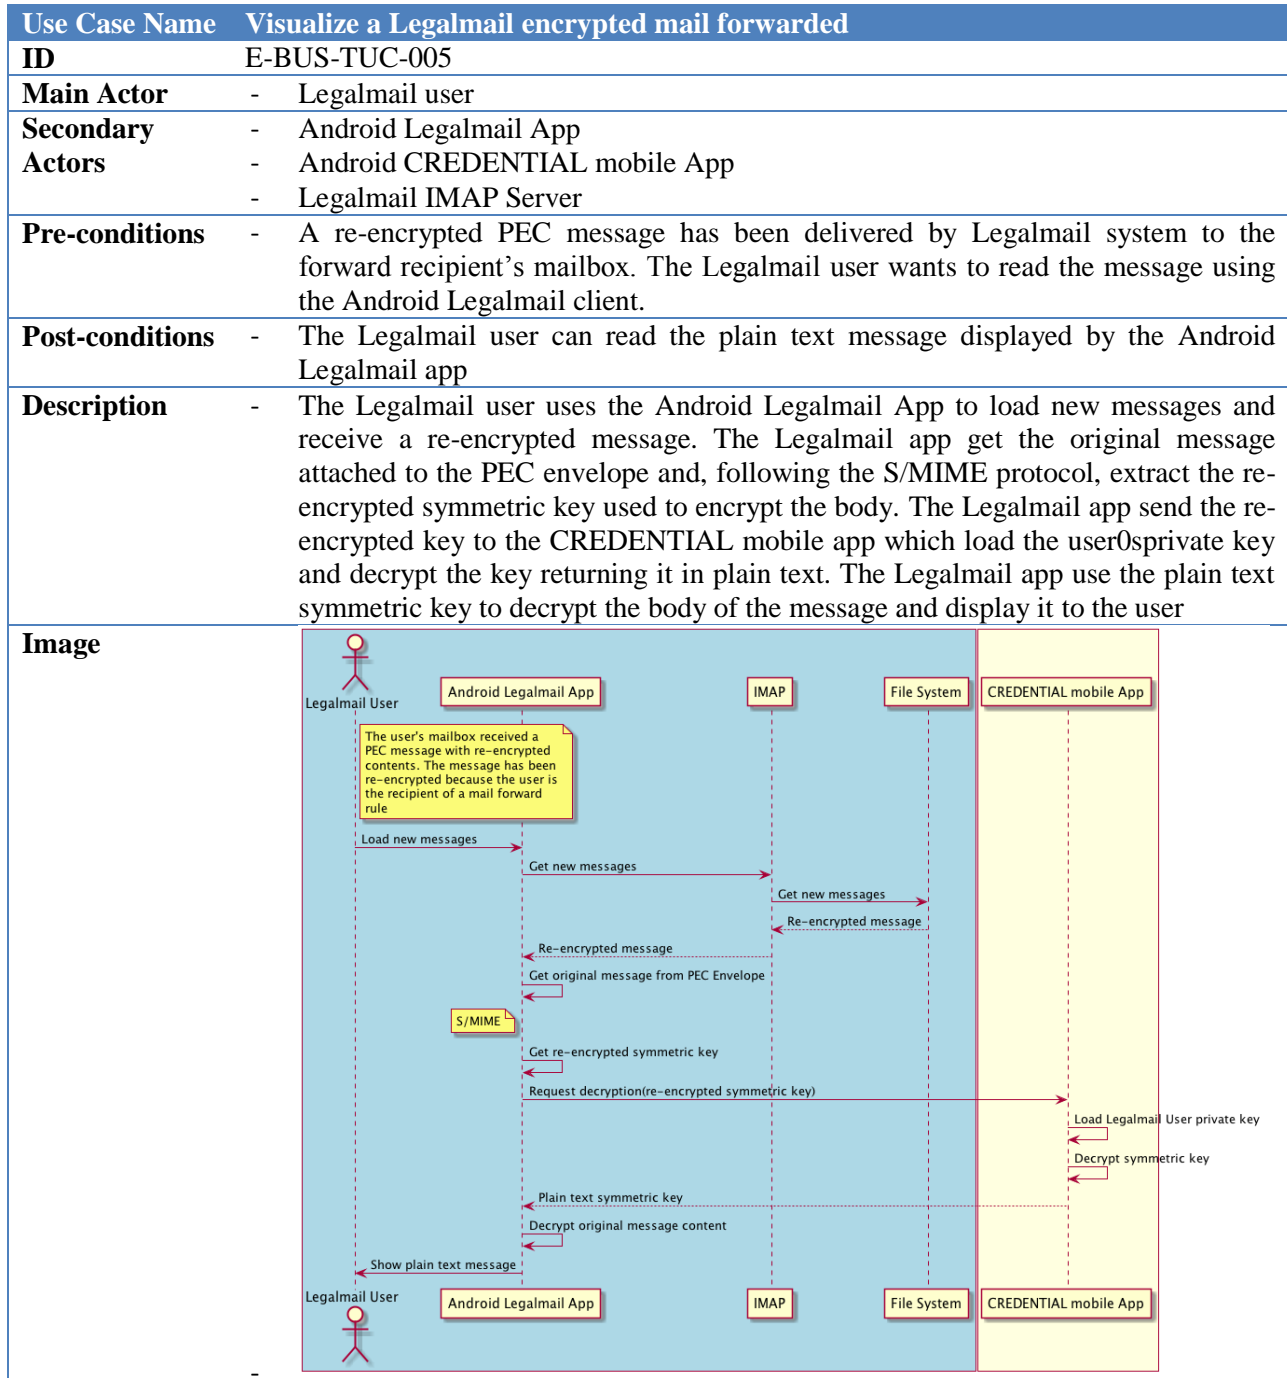 Use Case Name Visualize a Legalmail encrypted mail forwarded
ID E-BUS-TUC-005
Main Actor - Legalmail user
Secondary - Android Legalmail App
Actors - Android CREDENTIAL mobile App
- Legalmail IMAP Server
Pre-conditions - A re-encrypted PEC message has been delivered by Legalmail system to the
forward recipient’s mailbox. The Legalmail user wants to read the message using
the Android Legalmail client.
Post-conditions - The Legalmail user can read the plain text message displayed by the Android
Legalmail app
Description - The Legalmail user uses the Android Legalmail App to load new messages and
receive a re-encrypted message. The Legalmail app get the original message
attached to the PEC envelope and, following the S/MIME protocol, extract the re-
encrypted symmetric key used to encrypt the body. The Legalmail app send the re-
encrypted key to the CREDENTIAL mobile app which load the user0sprivate key
and decrypt the key returning it in plain text. The Legalmail app use the plain text
symmetric key to decrypt the body of the message and display it to the user
Image
Legalmail User
Android Legalmail App
IMAP
File System
CREDENTIAL mobile App
The user's mailbox received a
PEC message with re-encrypted
contents. The message has been
re-encrypted because the user is
the recipient of a mail forward
rule
Load new messages
Get new messages
Get new messages
Re-encrypted message
Re-encrypted message
Get original message from PEC Envelope
S/MIME
Get re-encrypted symmetric key
Request decryption(re-encrypted symmetric key)
Load Legalmail User private key
Decrypt symmetric key
Plain text symmetric key
Decrypt original message content
Show plain text message
Legalmail User
Android Legalmail App
IMAP
File System
CREDENTIAL mobile App
-